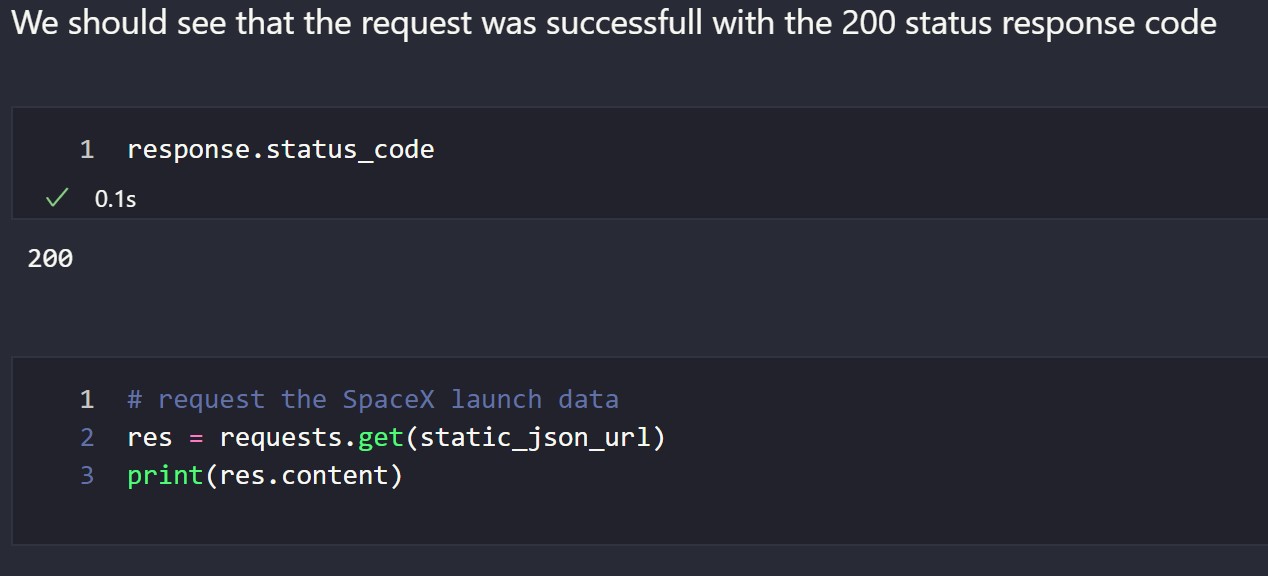 We should see that the request was successfull with the 200 status response code
1 response.status_code
0.1s
200
1 # request the SpaceX launch data
2 res = requests.get(static_json_url)
3 print(res.content)